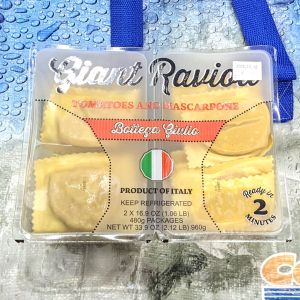 Giant Ravioli
TOMATOES AND MASCARPONE
Bottega Giulio
PRODUCT OF ITALY
KEEP REFRIGERATED
2 X 16.9 OZ (1.06 LB)
480g PACKAGES
NET WT 33.9 OZ (2.12 LB) 960g
Ready in
2
MINUTES